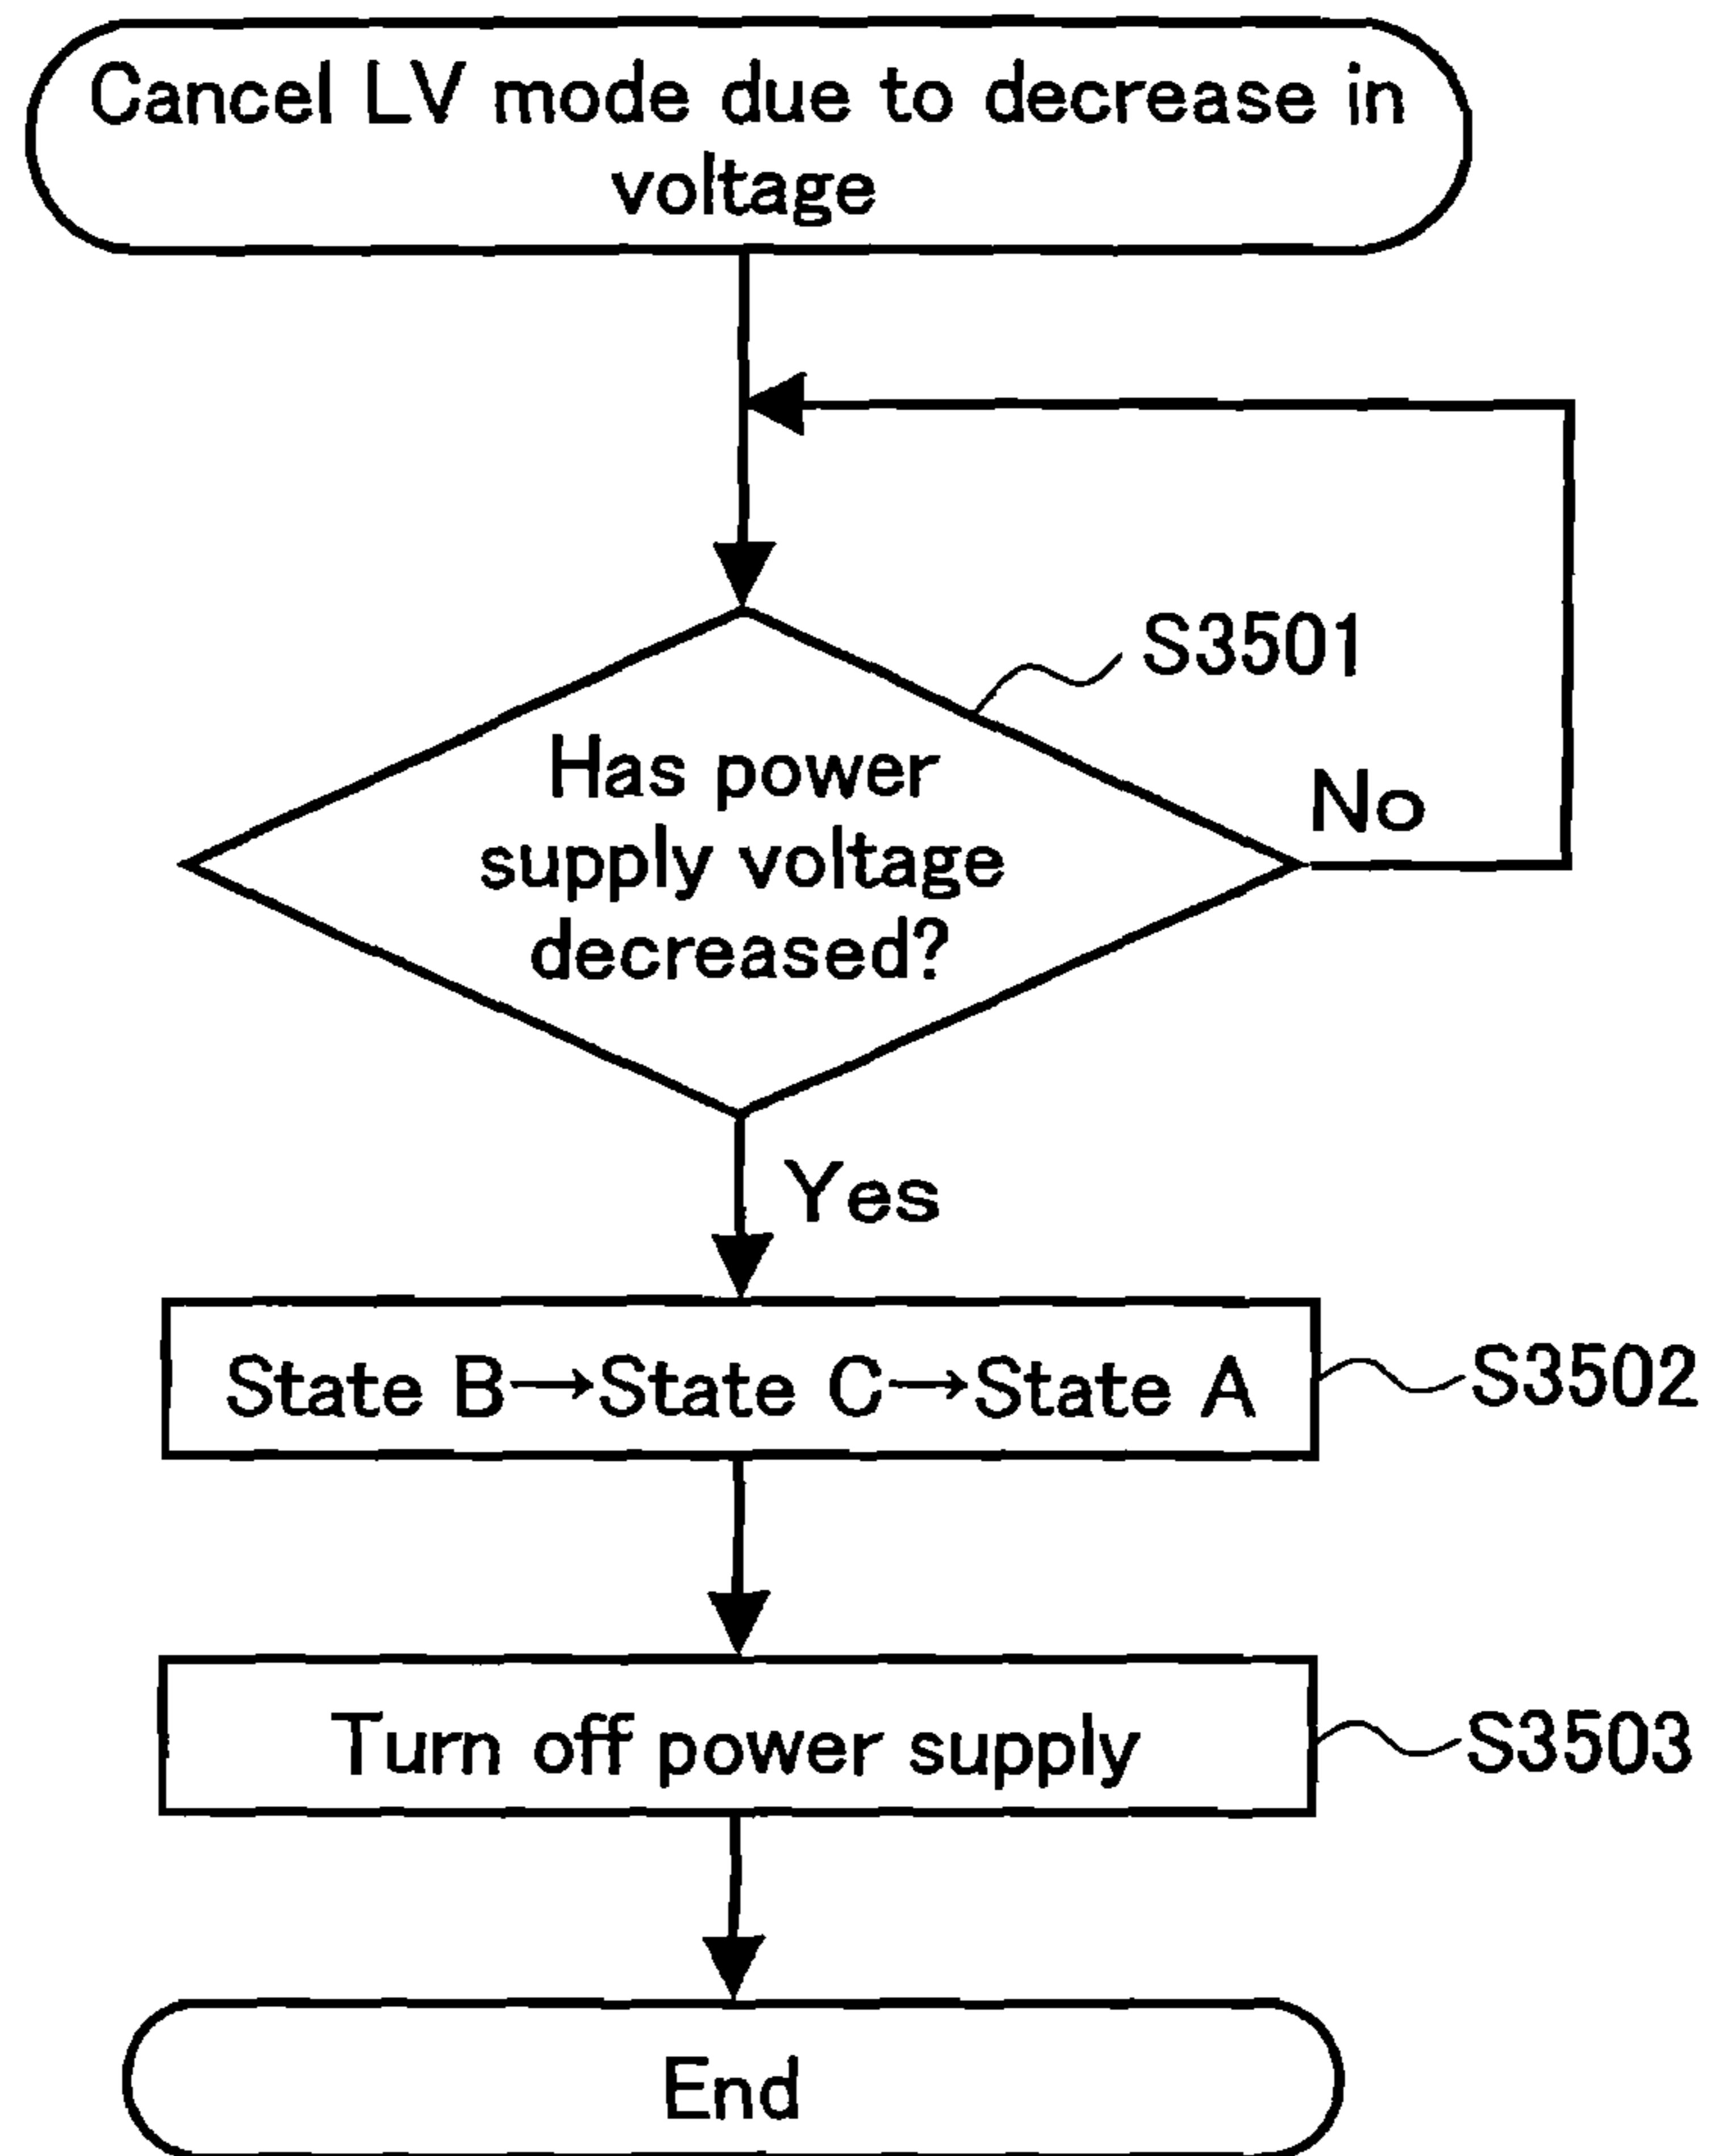 Cancel LV mode due to decrease in
voltage
S3501
Has power
supply voltage
decreased?
No
Yes
State B→State C→State A
S3502
Turn off power supply
S3503
End